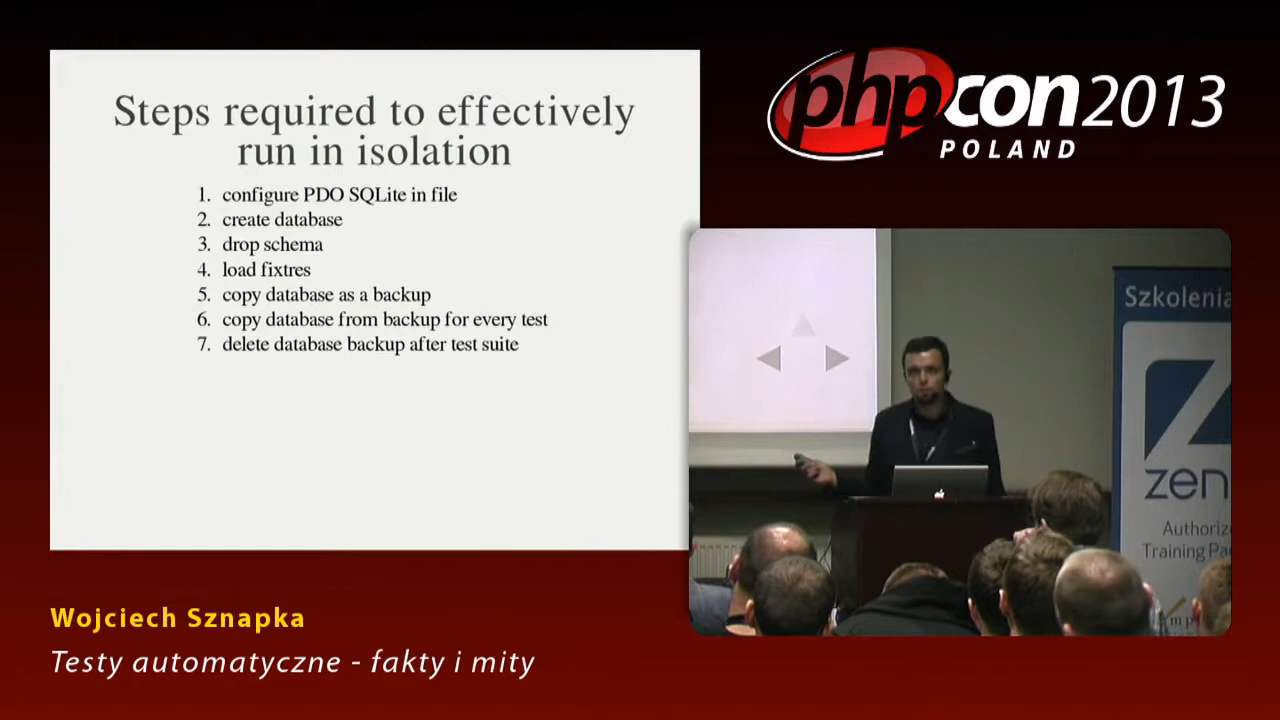 Steps required to effectively
run in isolation
1. configure PDO SQLite in file
2. create database
3. drop schema
4. load fixtres
5. copy database as a backup
6. copy database from backup for every test
7. delete database backup after test suite
phpcon2013
POLAND
Szkolenia
zen
Authoriz
Training Pa
Wojciech Sznapka
Testy automatyczne - fakty i mity